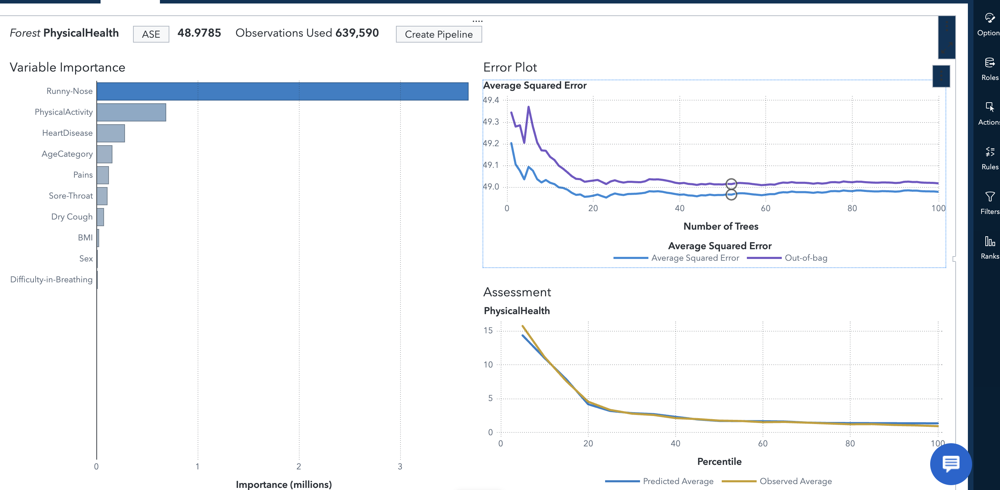 Forest PhysicalHealth ASE 48.9785 Observations Used 639,590 Create Pipeline
Variable Importance
Runny-Nose
PhysicalActivity
HeartDisease
AgeCategory
Pains
Sore-Throat
Dry Cough
BMI
Sex
Difficulty-in-Breathing
0 1 2 3
Importance (millions)
Error Plot
Average Squared Error
49.4
49.3
49.2
49.1
49.0
0 20 40 60 80 100
Number of Trees
Average Squared Error
Average Squared Error Out-of-bag
Assessment
PhysicalHealth
15
10
5
0
0 20 40 60 80 100
Percentile
Predicted Average Observed Average
Option
Roles
Actions
Rules
Filters
Ranks